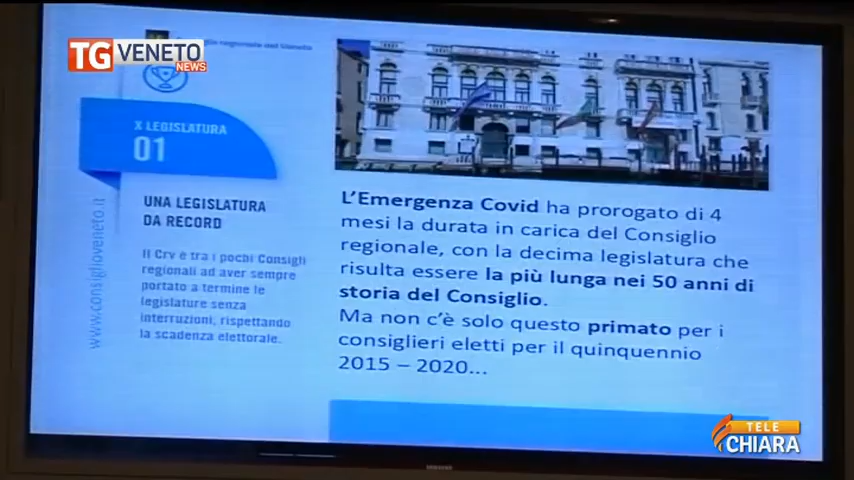 TG VENETO
NEWS
regionale del Veneto
X LEGISLATURA
01
UNA LEGISLATURA
DA RECORD
Il Crv è tra i pochi Consigli
regionali ad aver sempre
portato a termine le
legislature senza
interruzioni, rispettando
la scadenza elettorale.
www.consiglioveneto.it
L'Emergenza Covid ha prorogato di 4
mesi la durata in carica del Consiglio
regionale, con la decima legislatura che
risulta essere la più lunga nei 50 anni di
storia del Consiglio.
Ma non c'è solo questo primato per i
consiglieri eletti per il quinquennio
2015 – 2020...
TELE
CHIARA
SAMSUNG